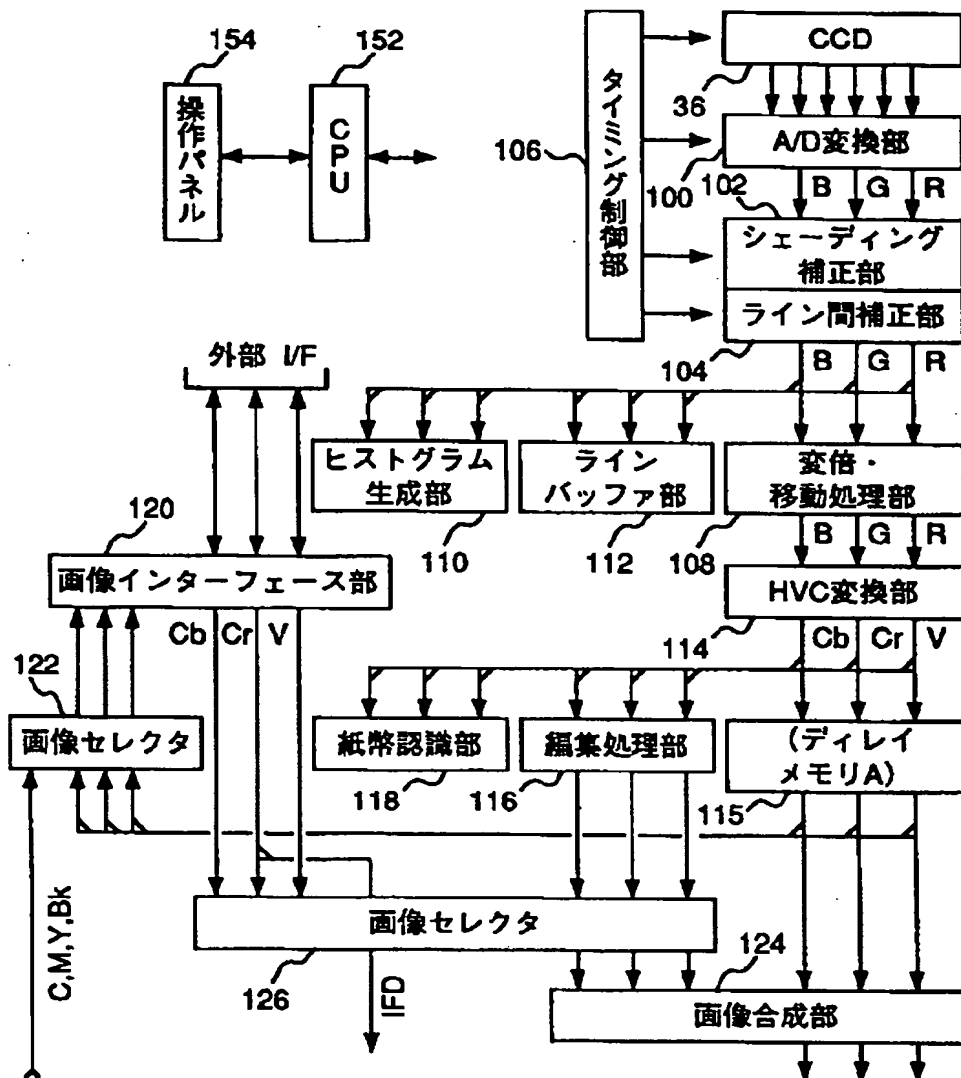 154
152
操作パネル
CPU
106
タイミング制御部
CCD
36
A/D変換部
100
102
B G R
シェーディング
補正部
ライン間補正部
104
B G R
外部 I/F
ヒストグラム
生成部
110
ライン
バッファ部
112
変倍・
移動処理部
108
B G R
120
画像インターフェース部
HVC変換部
114
Cb Cr V
Cb Cr V
122
画像セレクタ
紙幣認識部
118
編集処理部
116
(ディレイ
メモリA)
115
C,M,Y,Bk
画像セレクタ
126
IFD
124
画像合成部